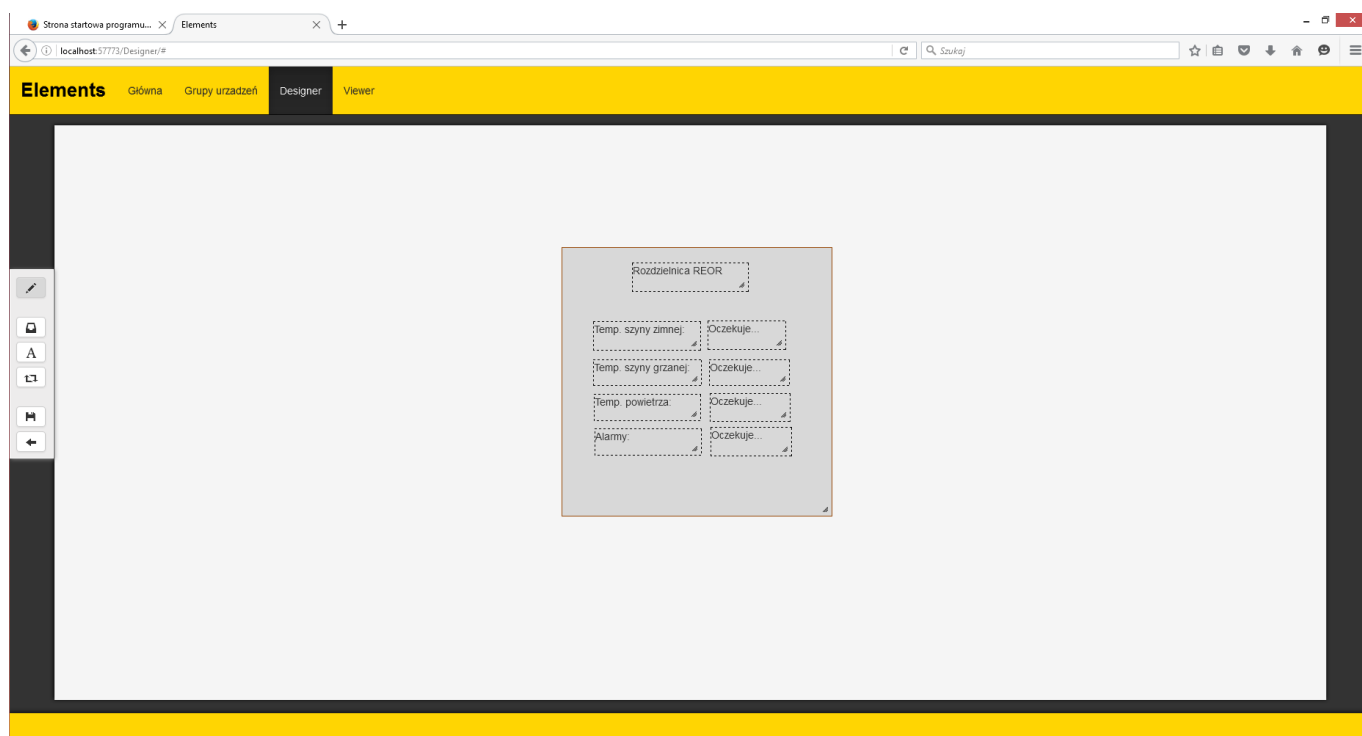 Strona startowa programu...
Elements
localhost:57773/Designer/#
Szukaj
Elements Główna Grupy urzadzeń Designer Viewer
Rozdzielnica REOR
Temp. szyny zimnej: Oczekuje...
Temp. szyny grzanej: Oczekuje...
Temp. powietrza: Oczekuje...
Alarmy: Oczekuje...
A